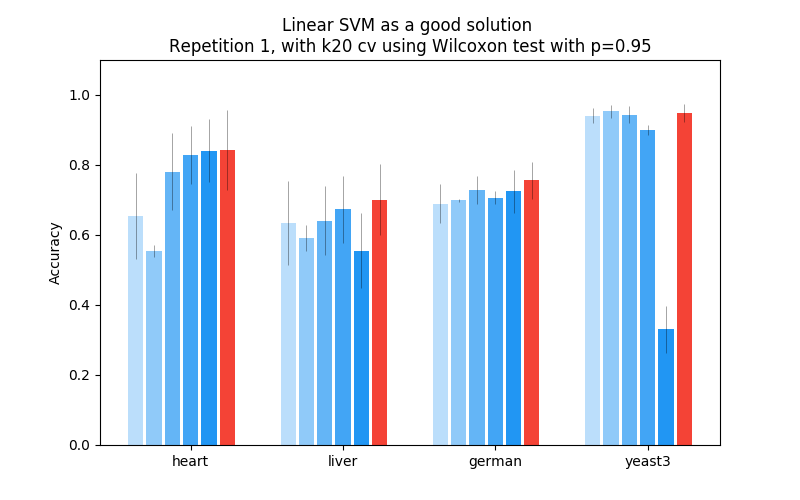 Linear SVM as a good solution
Repetition 1, with k20 cv using Wilcoxon test with p=0.95
1.0
0.8
0.6
0.4
0.2
0.0
Accuracy
heart liver german yeast3